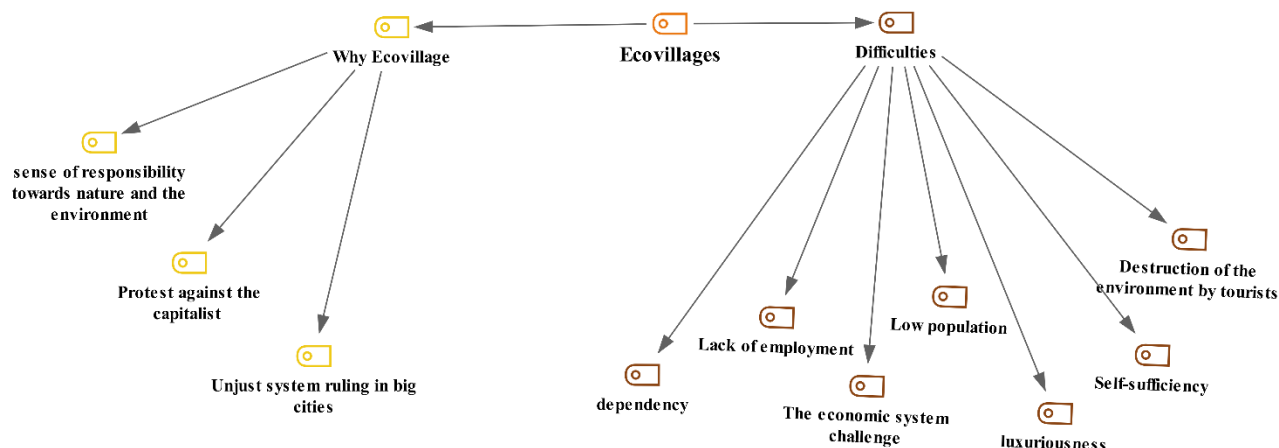 Why Ecovillage
Ecovillages
Difficulties
sense of responsibility
towards nature and the
environment
Protest against the
capitalist
Unjust system ruling in big
cities
dependency
Lack of employment
The economic system
challenge
Low population
luxuriousness
Self-sufficiency
Destruction of the
environment by tourists